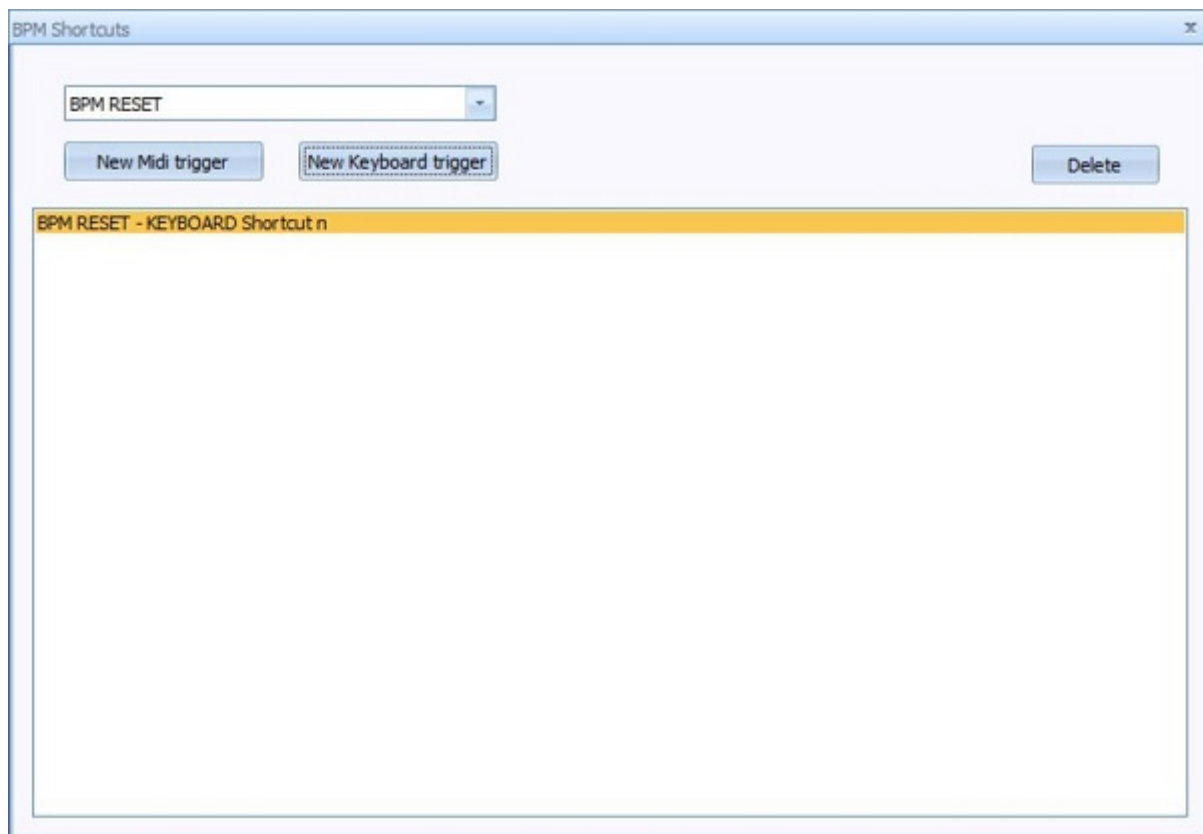 BPM Shortcuts
BPM RESET
New Midi trigger
New Keyboard trigger
Delete
BPM RESET - KEYBOARD Shortcut n